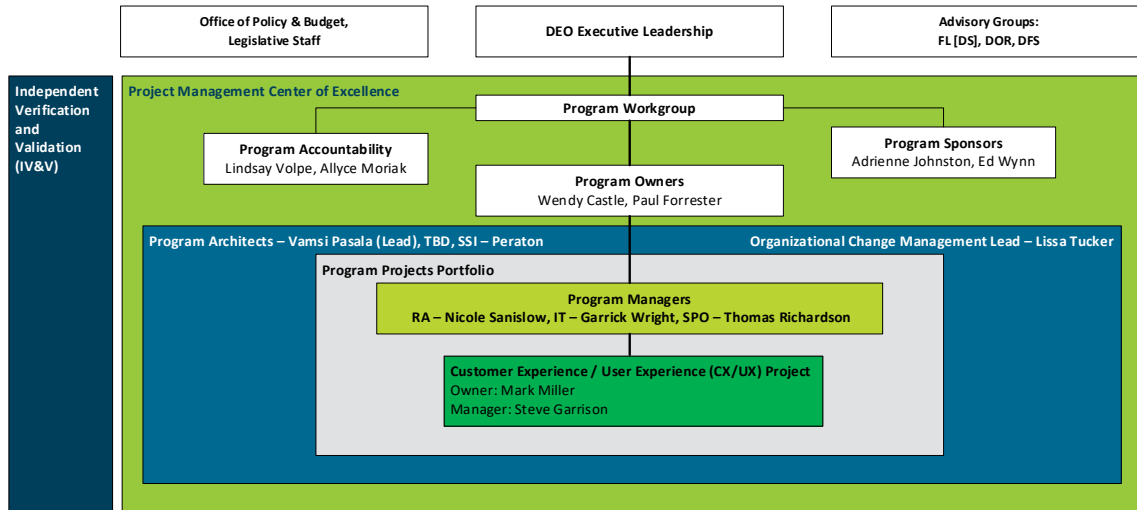 Office of Policy & Budget,
Legislative Staff
DEO Executive Leadership
Advisory Groups:
FL [DS], DOR, DFS
Independent
Verification
and
Validation
(IV&V)
Project Management Center of Excellence
Program Workgroup
Program Accountability
Lindsay Volpe, Allyce Moriak
Program Sponsors
Adrienne Johnston, Ed Wynn
Program Owners
Wendy Castle, Paul Forrester
Program Architects – Vamsi Pasala (Lead), TBD, SSI – Peraton
Organizational Change Management Lead – Lissa Tucker
Program Projects Portfolio
Program Managers
RA – Nicole Sanislow, IT – Garrick Wright, SPO – Thomas Richardson
Customer Experience / User Experience (CX/UX) Project
Owner: Mark Miller
Manager: Steve Garrison